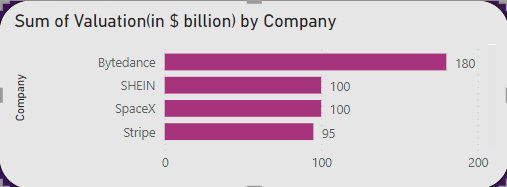 Sum of Valuation(in $ billion) by Company
Company
Bytedance 180
SHEIN 100
SpaceX 100
Stripe 95
0 100 200